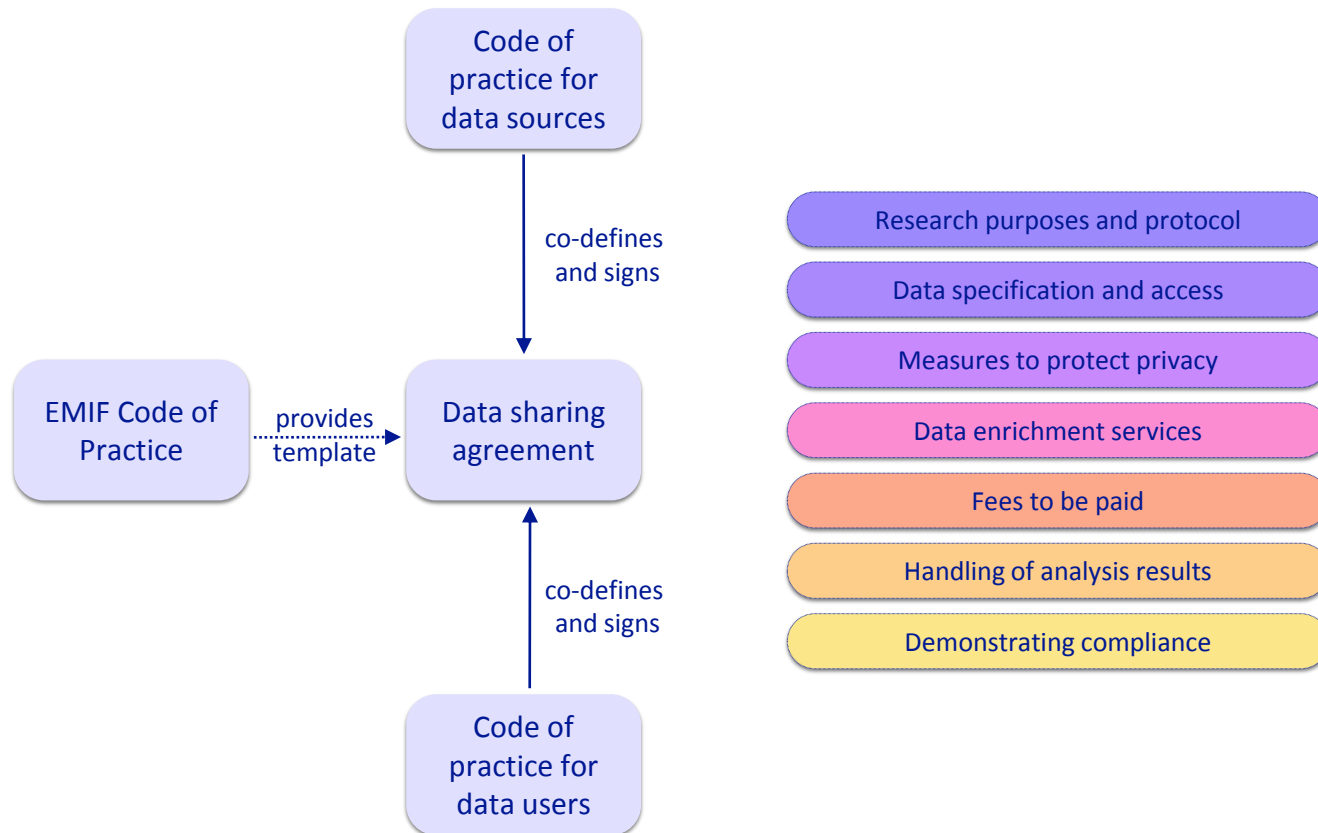 Code of
practice for
data sources
co-defines
and signs
EMIF Code of
Practice
provides
template
Data sharing
agreement
co-defines
and signs
Code of
practice for
data users
Research purposes and protocol
Data specification and access
Measures to protect privacy
Data enrichment services
Fees to be paid
Handling of analysis results
Demonstrating compliance